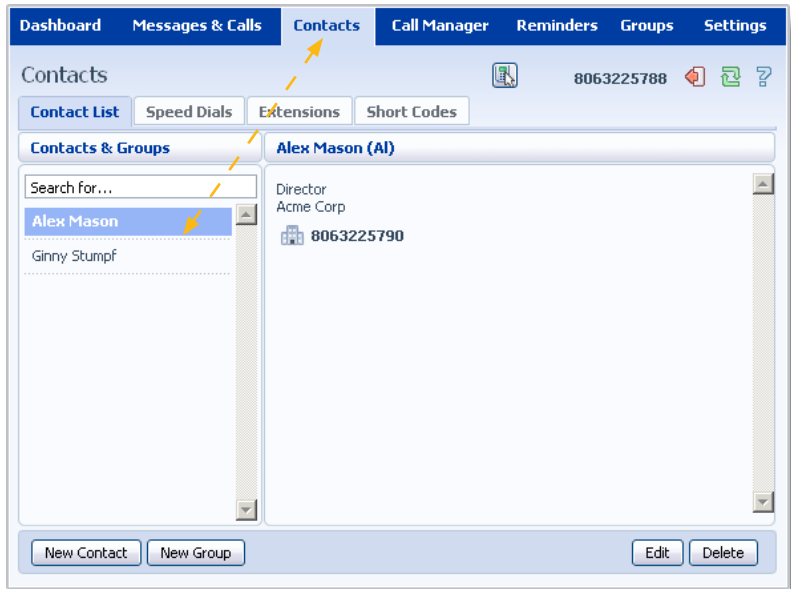 Dashboard Messages & Calls Contacts Call Manager Reminders Groups Settings
Contacts 8063225788 ?
Contact List Speed Dials Extensions Short Codes
Contacts & Groups Alex Mason (Al)
Search for...
Director
Acme Corp
Alex Mason
8063225790
Ginny Stumpf
New Contact New Group Edit Delete